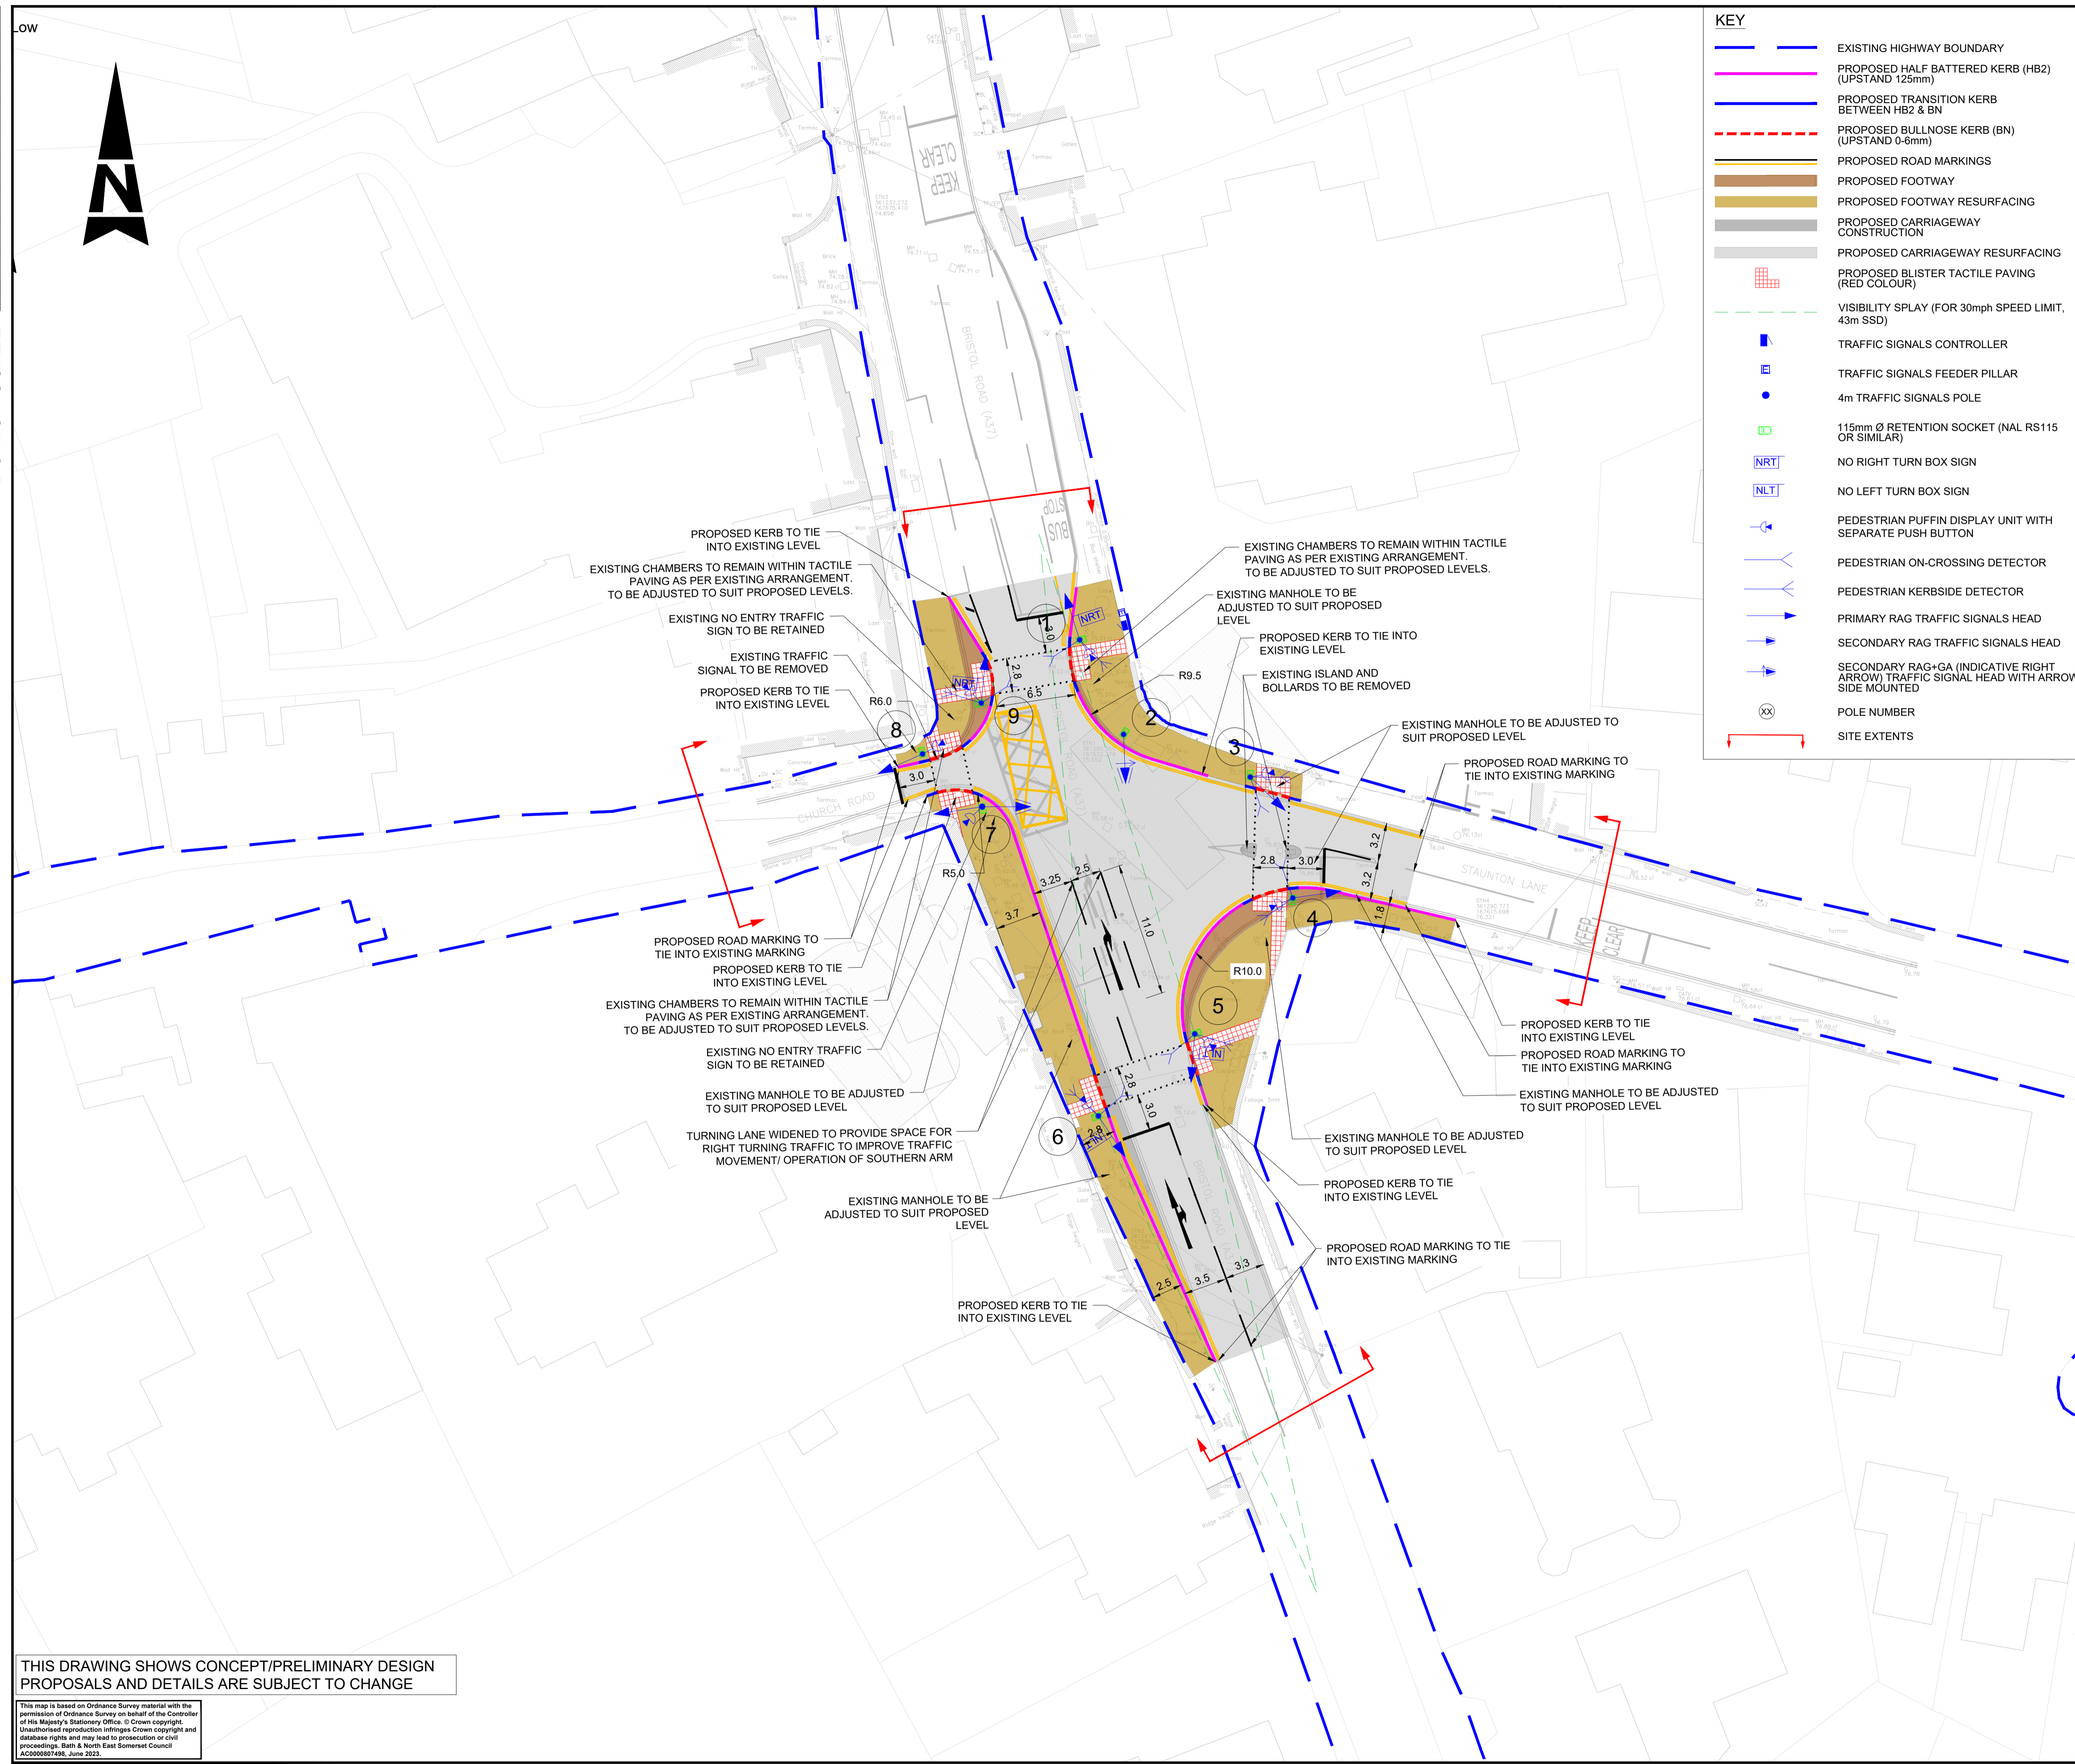 LOW
N
KEY
EXISTING HIGHWAY BOUNDARY
PROPOSED HALF BATTERED KERB (HB2)
(UPSTAND 125mm)
PROPOSED TRANSITION KERB
BETWEEN HB2 & BN
PROPOSED BULLNOSE KERB (BN)
(UPSTAND 0-6mm)
PROPOSED ROAD MARKINGS
PROPOSED FOOTWAY
PROPOSED FOOTWAY RESURFACING
PROPOSED CARRIAGEWAY
CONSTRUCTION
PROPOSED CARRIAGEWAY RESURFACING
PROPOSED BLISTER TACTILE PAVING
(RED COLOUR)
VISIBILITY SPLAY (FOR 30mph SPEED LIMIT,
43m SSD)
TRAFFIC SIGNALS CONTROLLER
E
TRAFFIC SIGNALS FEEDER PILLAR
4m TRAFFIC SIGNALS POLE
115mm Ø RETENTION SOCKET (NAL RS115
OR SIMILAR)
NRT
NO RIGHT TURN BOX SIGN
NLT
NO LEFT TURN BOX SIGN
PEDESTRIAN PUFFIN DISPLAY UNIT WITH
SEPARATE PUSH BUTTON
PEDESTRIAN ON-CROSSING DETECTOR
PEDESTRIAN KERBSIDE DETECTOR
PRIMARY RAG TRAFFIC SIGNALS HEAD
SECONDARY RAG TRAFFIC SIGNALS HEAD
SECONDARY RAG+GA (INDICATIVE RIGHT
ARROW) TRAFFIC SIGNAL HEAD WITH ARROW
SIDE MOUNTED
XX
POLE NUMBER
SITE EXTENTS
KEEP
CLEAR
BRISTOL ROAD (A37)
BUS
STOP
PROPOSED KERB TO TIE
INTO EXISTING LEVEL
EXISTING CHAMBERS TO REMAIN WITHIN TACTILE
PAVING AS PER EXISTING ARRANGEMENT.
TO BE ADJUSTED TO SUIT PROPOSED LEVELS.
EXISTING NO ENTRY TRAFFIC
SIGN TO BE RETAINED
EXISTING TRAFFIC
SIGNAL TO BE REMOVED
PROPOSED KERB TO TIE
INTO EXISTING LEVEL
R6.0
EXISTING CHAMBERS TO REMAIN WITHIN TACTILE
PAVING AS PER EXISTING ARRANGEMENT.
TO BE ADJUSTED TO SUIT PROPOSED LEVELS.
EXISTING MANHOLE TO BE
ADJUSTED TO SUIT PROPOSED
LEVEL
PROPOSED KERB TO TIE INTO
EXISTING LEVEL
R9.5
EXISTING ISLAND AND
BOLLARDS TO BE REMOVED
EXISTING MANHOLE TO BE ADJUSTED TO
SUIT PROPOSED LEVEL
PROPOSED ROAD MARKING TO
TIE INTO EXISTING MARKING
NRT
NRT
E
1
2
3
4
5
6
7
8
9
3.0
2.8
6.5
3.0
CHURCH ROAD
STAUNTON LANE
KEEP
CLEAR
3.2
3.2
2.8
3.0
1.8
R5.0
3.25
2.5
3.7
11.0
R10.0
PROPOSED ROAD MARKING TO
TIE INTO EXISTING MARKING
PROPOSED KERB TO TIE
INTO EXISTING LEVEL
EXISTING CHAMBERS TO REMAIN WITHIN TACTILE
PAVING AS PER EXISTING ARRANGEMENT.
TO BE ADJUSTED TO SUIT PROPOSED LEVELS.
EXISTING NO ENTRY TRAFFIC
SIGN TO BE RETAINED
EXISTING MANHOLE TO BE ADJUSTED
TO SUIT PROPOSED LEVEL
TURNING LANE WIDENED TO PROVIDE SPACE FOR
RIGHT TURNING TRAFFIC TO IMPROVE TRAFFIC
MOVEMENT/ OPERATION OF SOUTHERN ARM
EXISTING MANHOLE TO BE
ADJUSTED TO SUIT PROPOSED
LEVEL
PROPOSED KERB TO TIE
INTO EXISTING LEVEL
2.8
3.0
2.8
BRISTOL ROAD
2.5
3.5
3.3
PROPOSED KERB TO TIE
INTO EXISTING LEVEL
PROPOSED ROAD MARKING TO
TIE INTO EXISTING MARKING
EXISTING MANHOLE TO BE ADJUSTED
TO SUIT PROPOSED LEVEL
EXISTING MANHOLE TO BE ADJUSTED
TO SUIT PROPOSED LEVEL
PROPOSED KERB TO TIE
INTO EXISTING LEVEL
PROPOSED ROAD MARKING TO TIE
INTO EXISTING MARKING
THIS DRAWING SHOWS CONCEPT/PRELIMINARY DESIGN
PROPOSALS AND DETAILS ARE SUBJECT TO CHANGE
This map is based on Ordnance Survey material with the
permission of Ordnance Survey on behalf of the Controller
of His Majesty's Stationery Office. © Crown copyright.
Unauthorised reproduction infringes Crown copyright and
database rights and may lead to prosecution or civil
proceedings. Bath & North East Somerset Council
AC0000807498, June 2023.